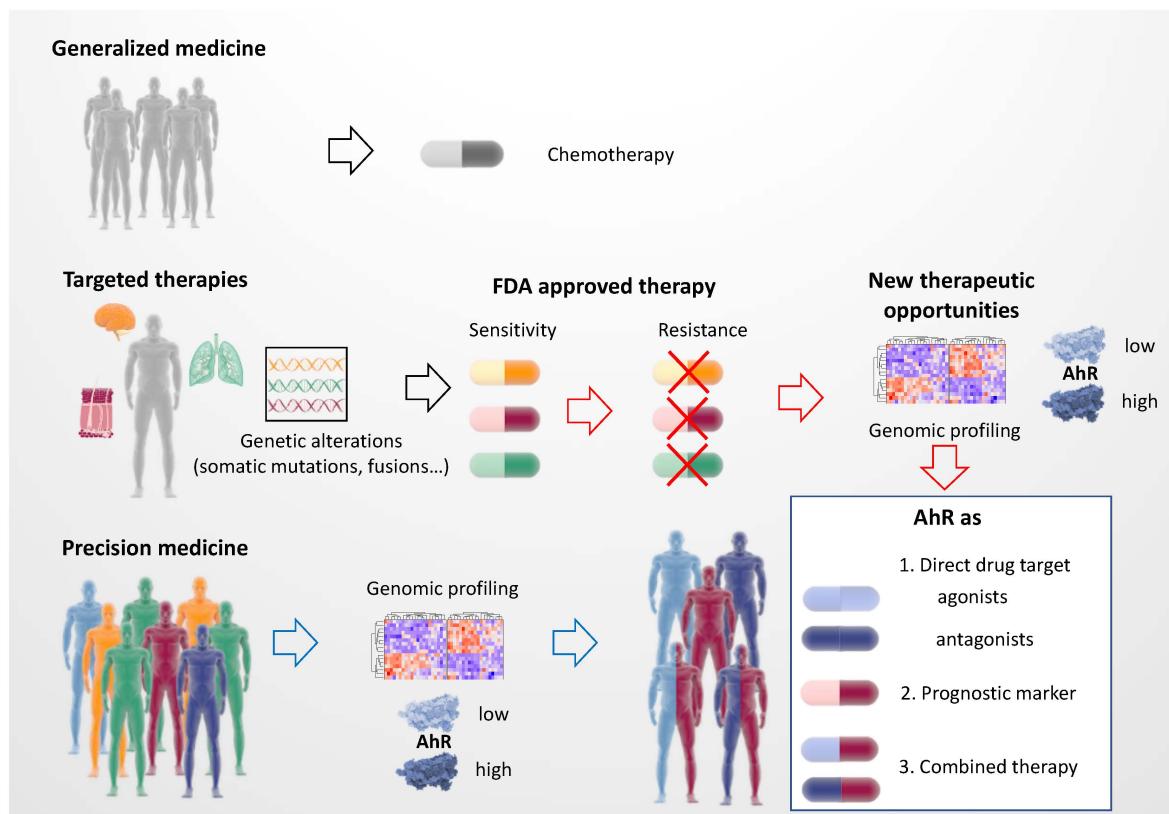 Generalized medicine
Chemotherapy
Targeted therapies
FDA approved therapy
New therapeutic
opportunities
Sensitivity
Resistance
low
AhR
high
Genetic alterations
(somatic mutations, fusions...)
Genomic profiling
AhR as
1. Direct drug target
agonists
antagonists
2. Prognostic marker
3. Combined therapy
Precision medicine
Genomic profiling
low
AhR
high